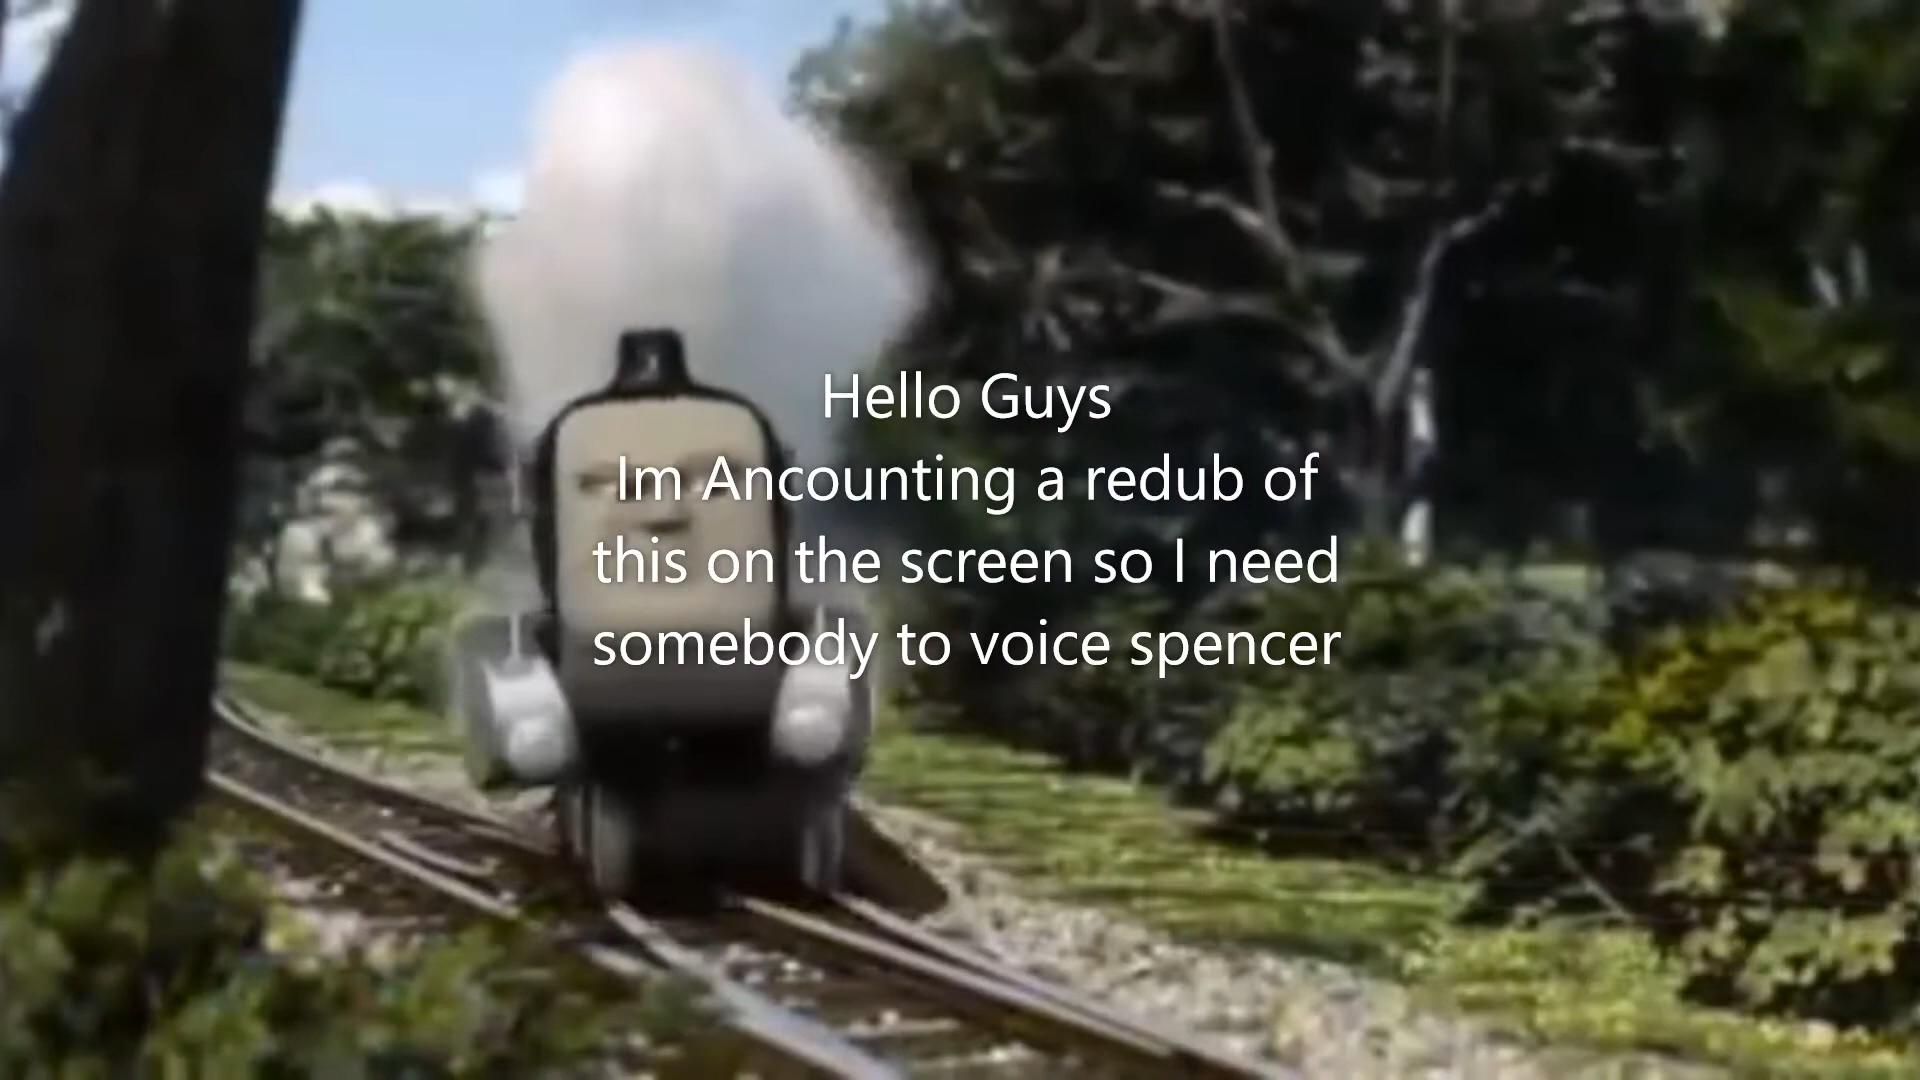 Hello Guys
Im Ancounting a redub of
this on the screen so I need
somebody to voice spencer